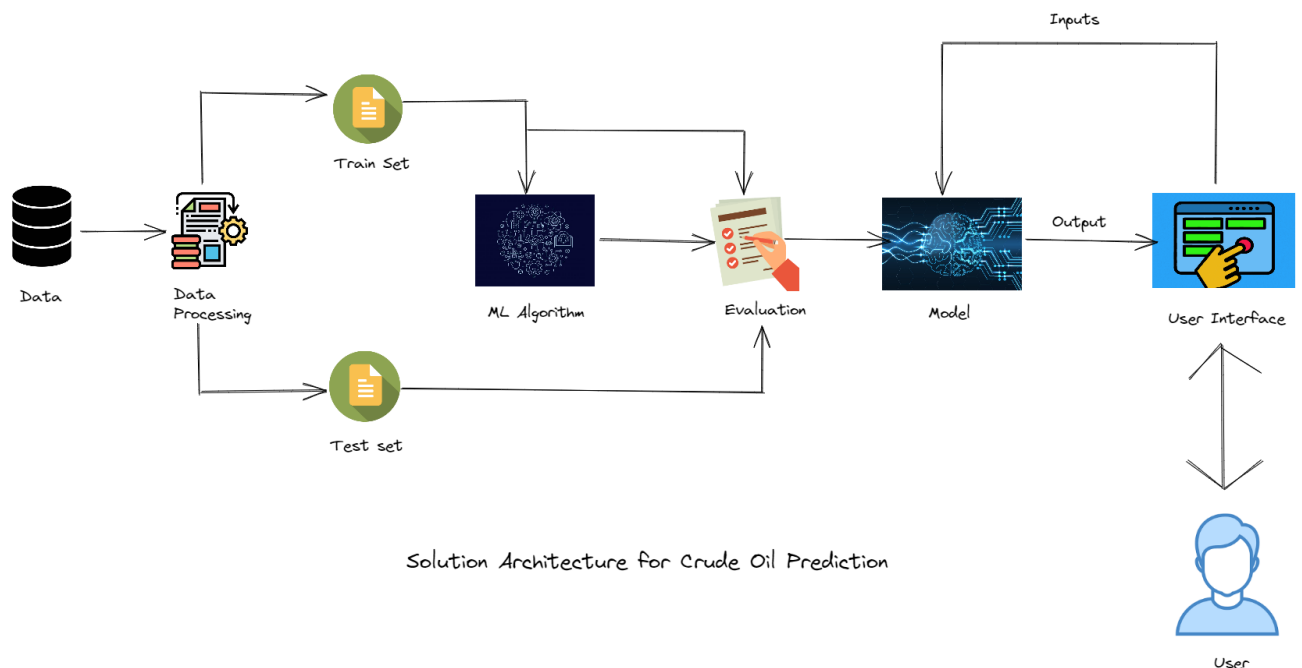 Inputs
Train Set
Output
Data
Data
Processing
ML Algorithm
Evaluation
Model
User Interface
Test set
Solution Architecture for Crude Oil Prediction
User